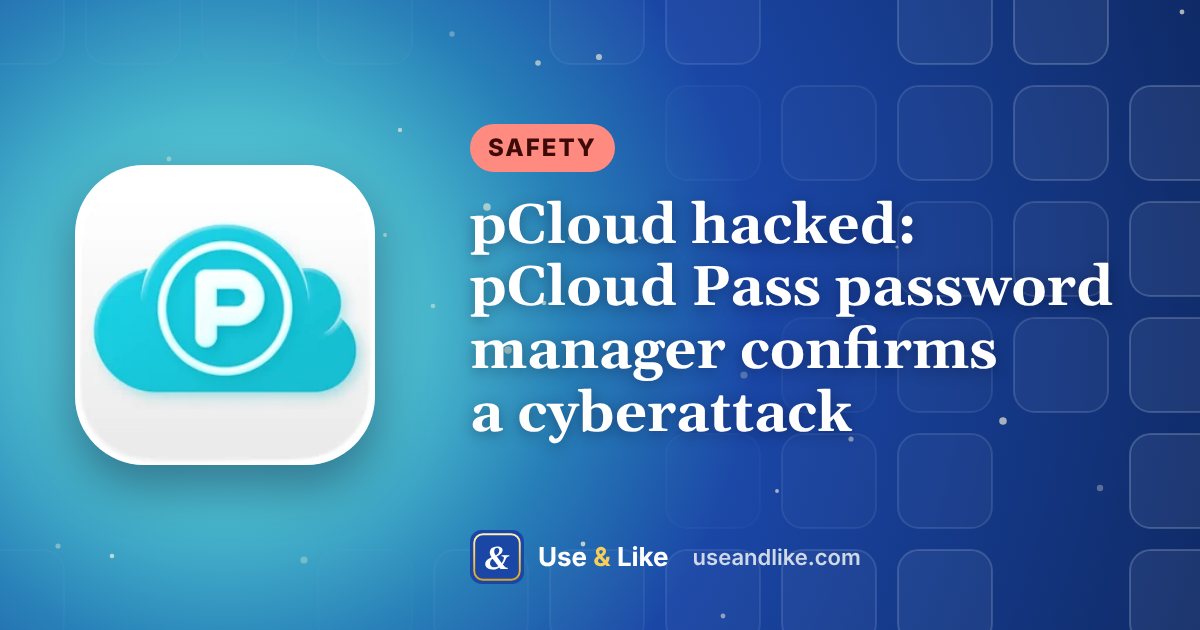 P
SAFETY
pCloud hacked:
pCloud Pass password
manager confirms
a cyberattack
& Use & Like useandlike.com